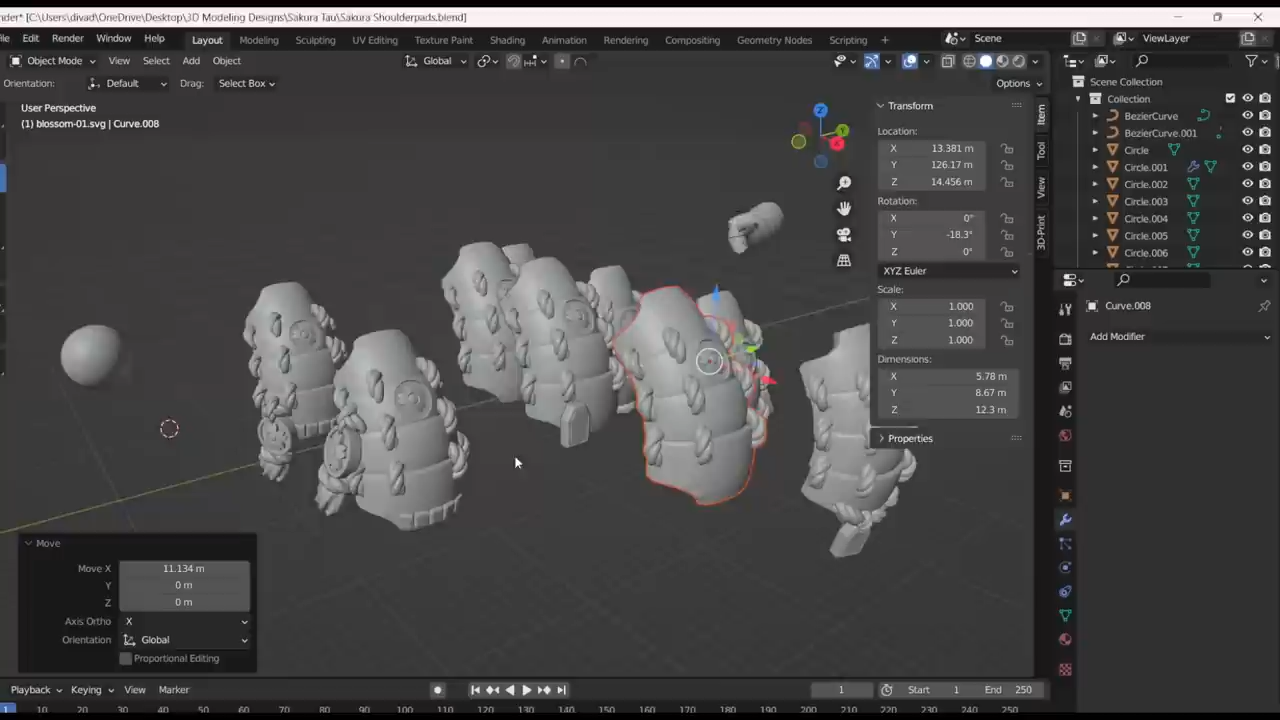 nder* [C:\Users\divad\OneDrive\Desktop\3D Modeling Designs\Sakura Tau\Sakura Shoulderpads.blend]
ile Edit Render Window Help Layout Modeling Sculpting UV Editing Texture Paint Shading Animation Rendering Compositing Geometry Nodes Scripting + Scene ViewLayer
Object Mode View Select Add Object Global
Orientation: Default Drag: Select Box Options
User Perspective
(1) blossom-01.svg | Curve.008
Transform
Location:
X 13.381 m
Y 126.17 m
Z 14.456 m
Rotation:
X 0°
Y -18.3°
Z 0°
XYZ Euler
Scale:
X 1.000
Y 1.000
Z 1.000
Dimensions:
X 5.78 m
Y 8.67 m
Z 12.3 m
Properties
Item
Tool
View
3D-Print
Scene Collection
Collection
BezierCurve
BezierCurve.001
Circle
Circle.001
Circle.002
Circle.003
Circle.004
Circle.005
Circle.006
Curve.008
Add Modifier
Move
Move X 11.134 m
Y 0 m
Z 0 m
Axis Ortho X
Orientation Global
Proportional Editing
Playback Keying View Marker 1 Start 1 End 250
1 10 20 30 40 50 60 70 80 90 100 110 120 130 140 150 160 170 180 190 200 210 220 230 240 250